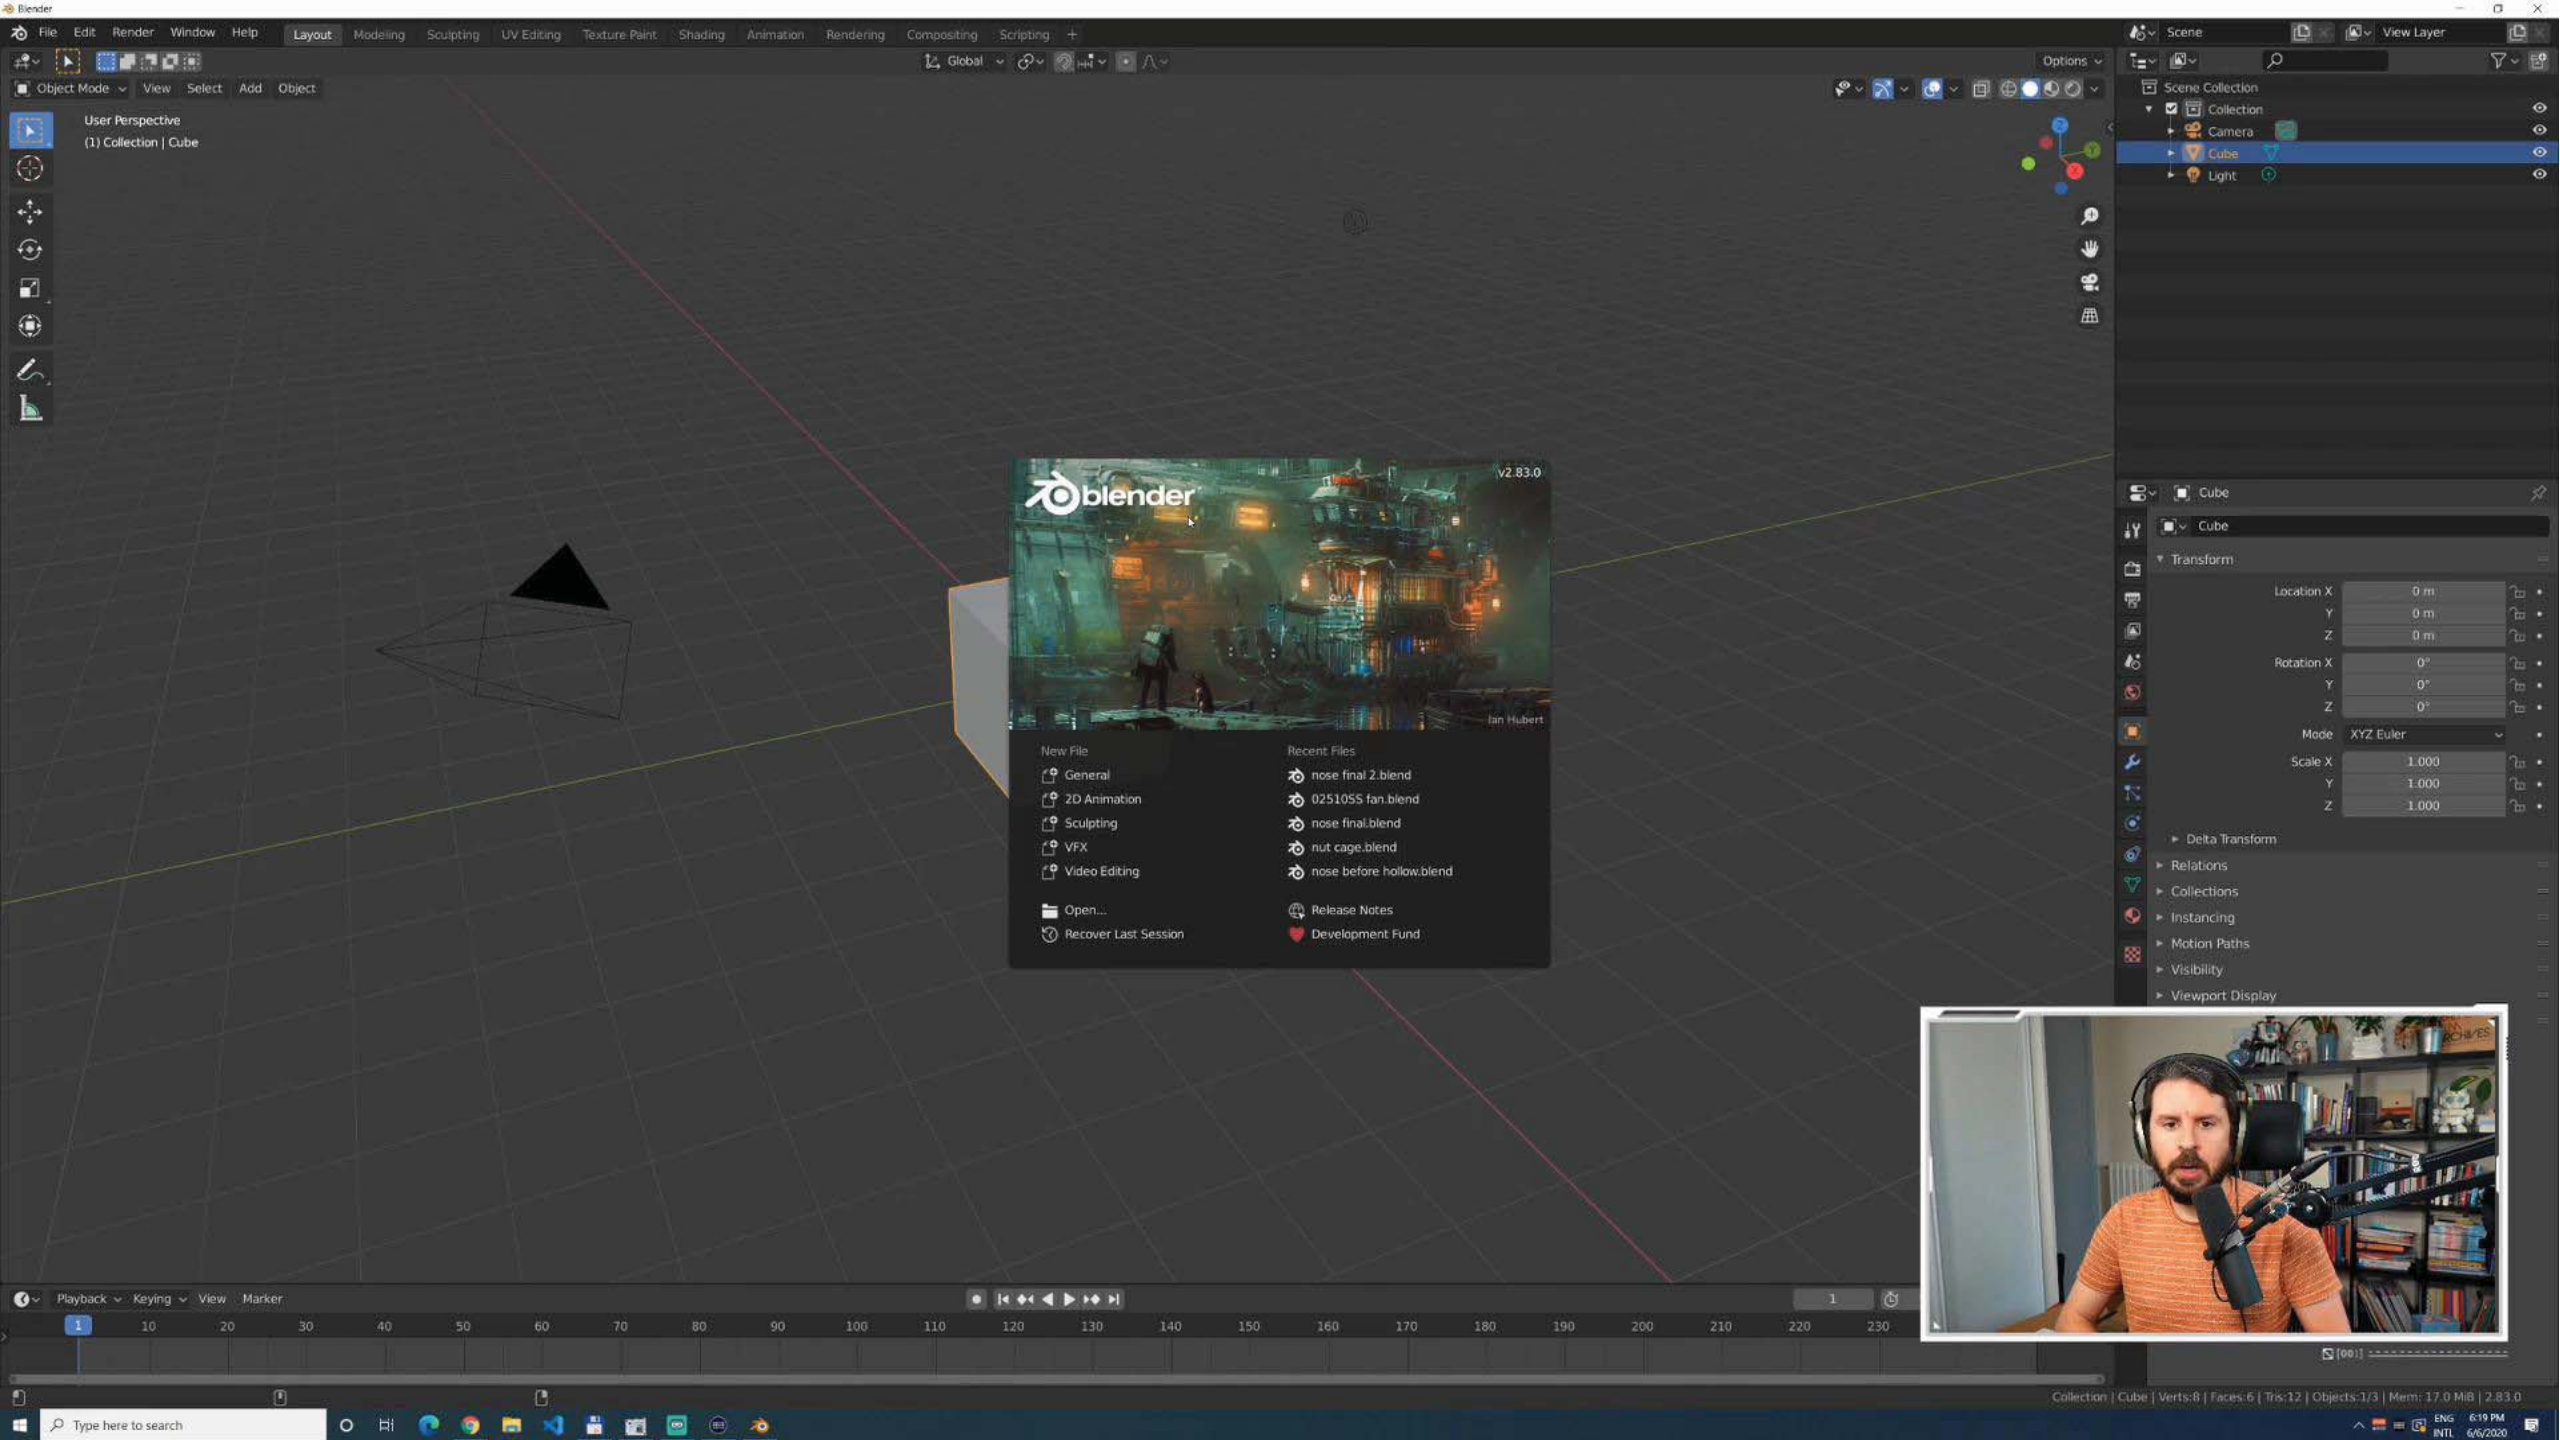 Blender
File Edit Render Window Help Layout Modeling Sculpting UV Editing Texture Paint Shading Animation Rendering Compositing Scripting + Scene View Layer
Global Options
Object Mode View Select Add Object
User Perspective
(1) Collection | Cube
Z
Y
X
Scene Collection
Collection
Camera
Cube
Light
blender
v2.83.0
Ian Hubert
New File
General
2D Animation
Sculpting
VFX
Video Editing
Open...
Recover Last Session
Recent Files
nose final 2.blend
02510SS fan.blend
nose final.blend
nut cage.blend
nose before hollow.blend
Release Notes
Development Fund
Cube
Cube
Transform
Location X 0 m
Y 0 m
Z 0 m
Rotation X 0°
Y 0°
Z 0°
Mode XYZ Euler
Scale X 1.000
Y 1.000
Z 1.000
Delta Transform
Relations
Collections
Instancing
Motion Paths
Visibility
Viewport Display
Playback Keying View Marker 1
1 10 20 30 40 50 60 70 80 90 100 110 120 130 140 150 160 170 180 190 200 210 220 230
Collection | Cube | Verts:8 | Faces:6 | Tris:12 | Objects:1/3 | Mem: 17.0 MiB | 2.83.0
Type here to search
ENG
INTL
6:19 PM
6/6/2020